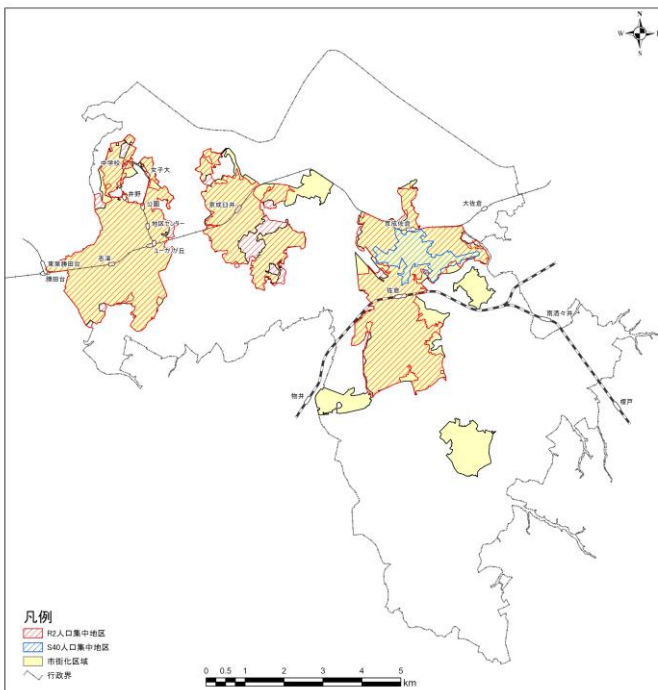 N
W
S
中学校
女子大
井野
公園
地区センター
ユーカリが丘
志津
東葉勝田台
勝田台
京成臼井
京成佐倉
大佐倉
佐倉
南酒々井
物井
榎戸
凡例
R2人口集中地区
S40人口集中地区
市街化区域
行政界
0 0.5 1 2 3 4 5
km